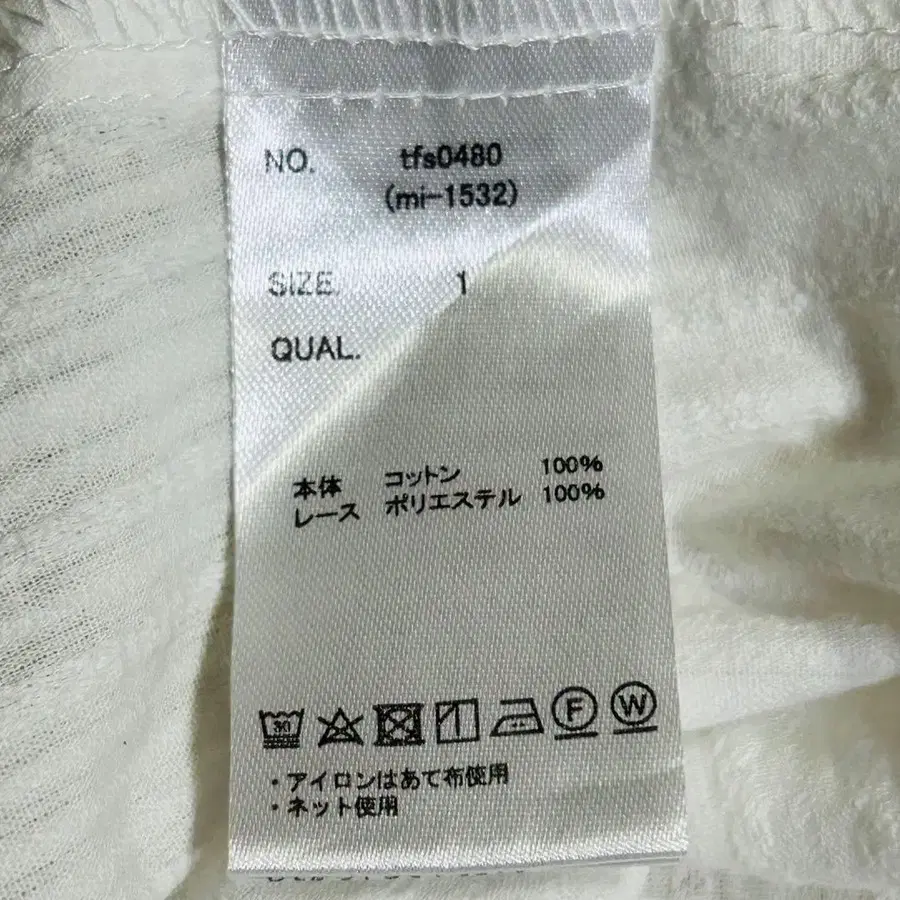 NO. tfs0480
(mi-1532)
SIZE. 1
QUAL.
本体 コットン 100%
レース ポリエステル 100%
30
F
W
・アイロンはあて布使用
・ネット使用